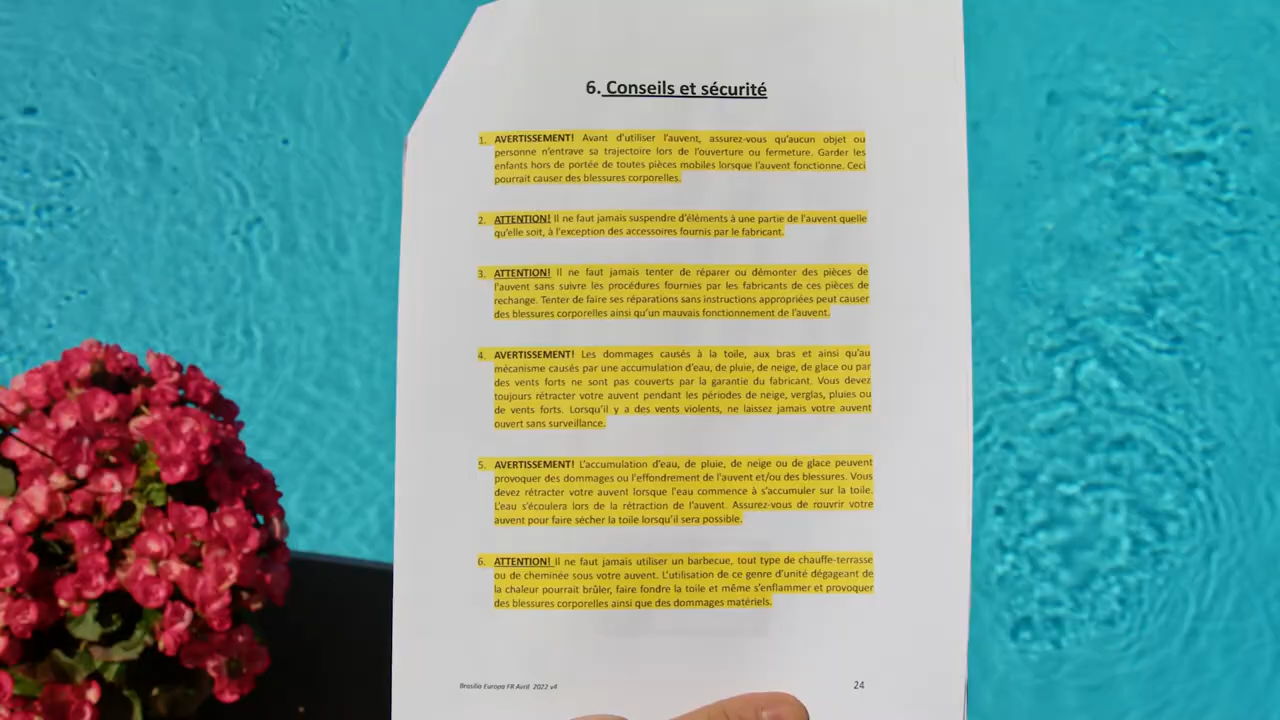 6. Conseils et sécurité
1. AVERTISSEMENT! Avant d'utiliser l'auvent, assurez-vous qu'aucun objet ou
personne n'entrave sa trajectoire lors de l'ouverture ou fermeture. Garder les
enfants hors de portée de toutes pièces mobiles lorsque l'auvent fonctionne. Ceci
pourrait causer des blessures corporelles.
2. ATTENTION! Il ne faut jamais suspendre d'éléments à une partie de l'auvent quelle
qu'elle soit, à l'exception des accessoires fournis par le fabricant.
3. ATTENTION! Il ne faut jamais tenter de réparer ou démonter des pièces de
l'auvent sans suivre les procédures fournies par les fabricants de ces pièces de
rechange. Tenter de faire ses réparations sans instructions appropriées peut causer
des blessures corporelles ainsi qu'un mauvais fonctionnement de l'auvent.
4. AVERTISSEMENT! Les dommages causés à la toile, aux bras et ainsi qu'au
mécanisme causés par une accumulation d'eau, de pluie, de neige, de glace ou par
des vents forts ne sont pas couverts par la garantie du fabricant. Vous devez
toujours rétracter votre auvent pendant les périodes de neige, verglas, pluies ou
de vents forts. Lorsqu'il y a des vents violents, ne laissez jamais votre auvent
ouvert sans surveillance.
5. AVERTISSEMENT! L'accumulation d'eau, de pluie, de neige ou de glace peuvent
provoquer des dommages ou l'effondrement de l'auvent et/ou des blessures. Vous
devez rétracter votre auvent lorsque l'eau commence à s'accumuler sur la toile.
L'eau s'écoulera lors de la rétraction de l'auvent. Assurez-vous de rouvrir votre
auvent pour faire sécher la toile lorsqu'il sera possible.
6. ATTENTION! Il ne faut jamais utiliser un barbecue, tout type de chauffe-terrasse
ou de cheminée sous votre auvent. L'utilisation de ce genre d'unité dégageant de
la chaleur pourrait brûler, faire fondre la toile et même s'enflammer et provoquer
des blessures corporelles ainsi que des dommages matériels.
Brasilia Europa FR Avril 2022 v4
24